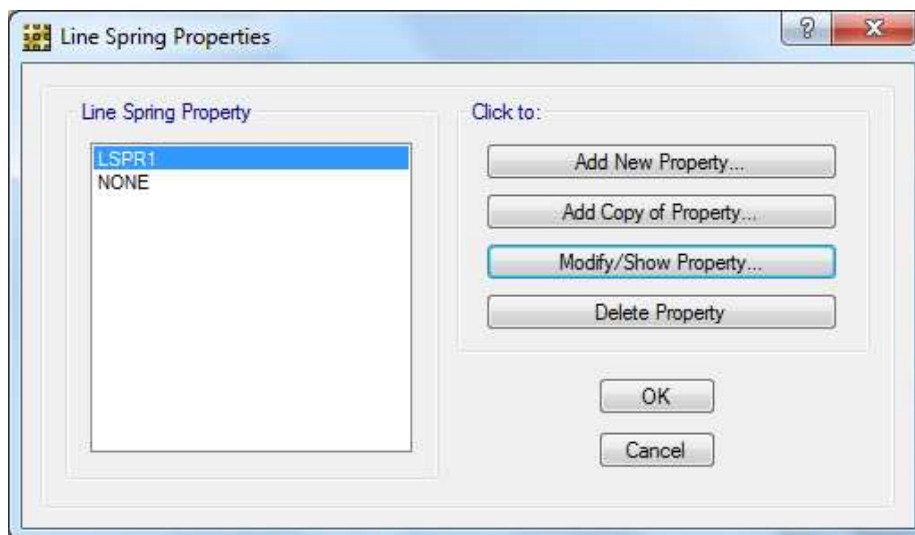 Line Spring Properties
Line Spring Property
LSPR1
NONE
Click to:
Add New Property...
Add Copy of Property...
Modify/Show Property...
Delete Property
OK
Cancel